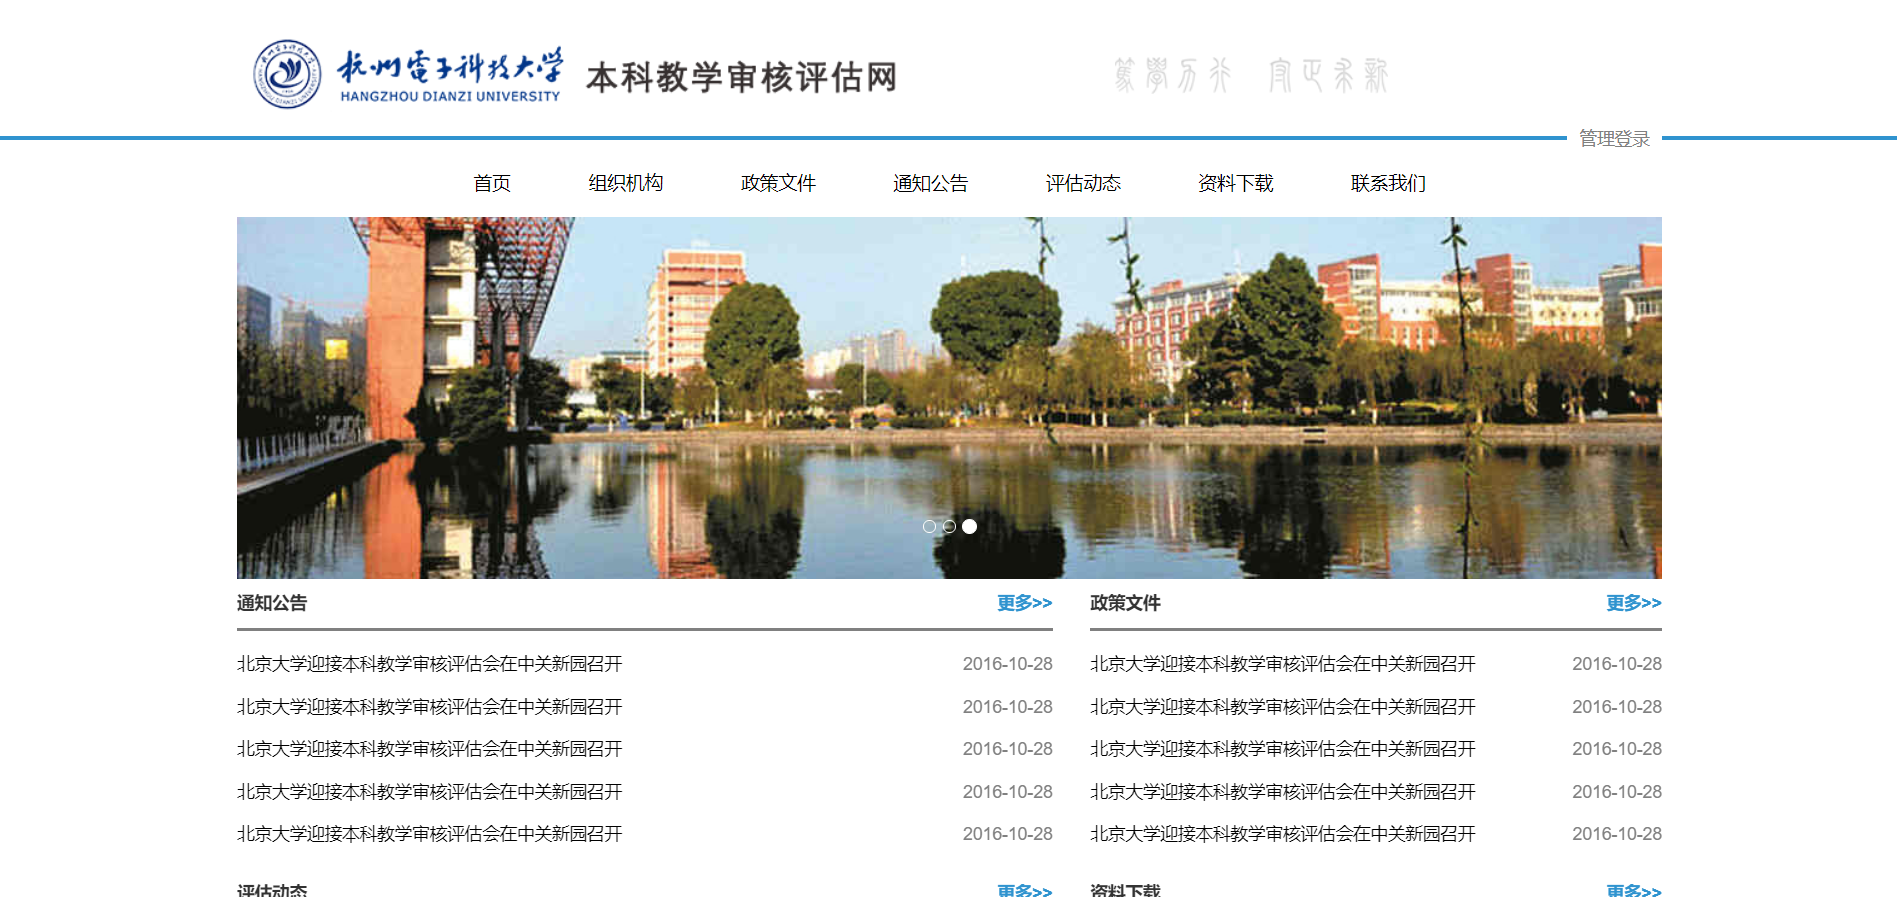 杭州電子科技大学
HANGZHOU DIANZI UNIVERSITY
本科教学审核评估网
篤學力行 守正求新
管理登录
首页 组织机构 政策文件 通知公告 评估动态 资料下载 联系我们
通知公告 更多>>
北京大学迎接本科教学审核评估会在中关新园召开 2016-10-28
北京大学迎接本科教学审核评估会在中关新园召开 2016-10-28
北京大学迎接本科教学审核评估会在中关新园召开 2016-10-28
北京大学迎接本科教学审核评估会在中关新园召开 2016-10-28
北京大学迎接本科教学审核评估会在中关新园召开 2016-10-28
政策文件 更多>>
北京大学迎接本科教学审核评估会在中关新园召开 2016-10-28
北京大学迎接本科教学审核评估会在中关新园召开 2016-10-28
北京大学迎接本科教学审核评估会在中关新园召开 2016-10-28
北京大学迎接本科教学审核评估会在中关新园召开 2016-10-28
北京大学迎接本科教学审核评估会在中关新园召开 2016-10-28
评估动态 更多>>
资料下载 更多>>